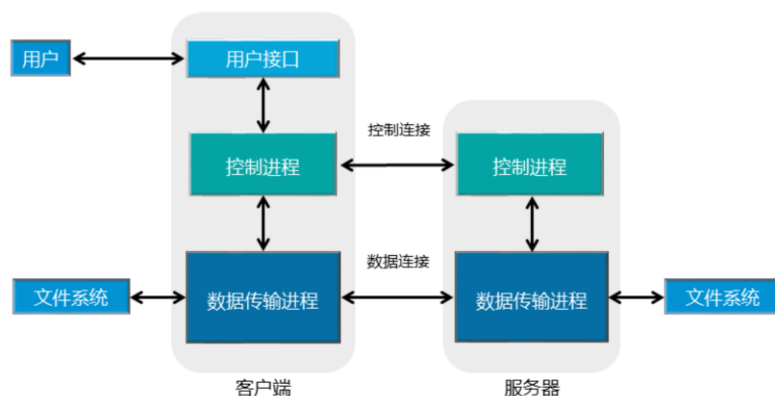 用户
用户接口
控制连接
控制进程
控制进程
数据连接
文件系统
数据传输进程
数据传输进程
文件系统
客户端
服务器